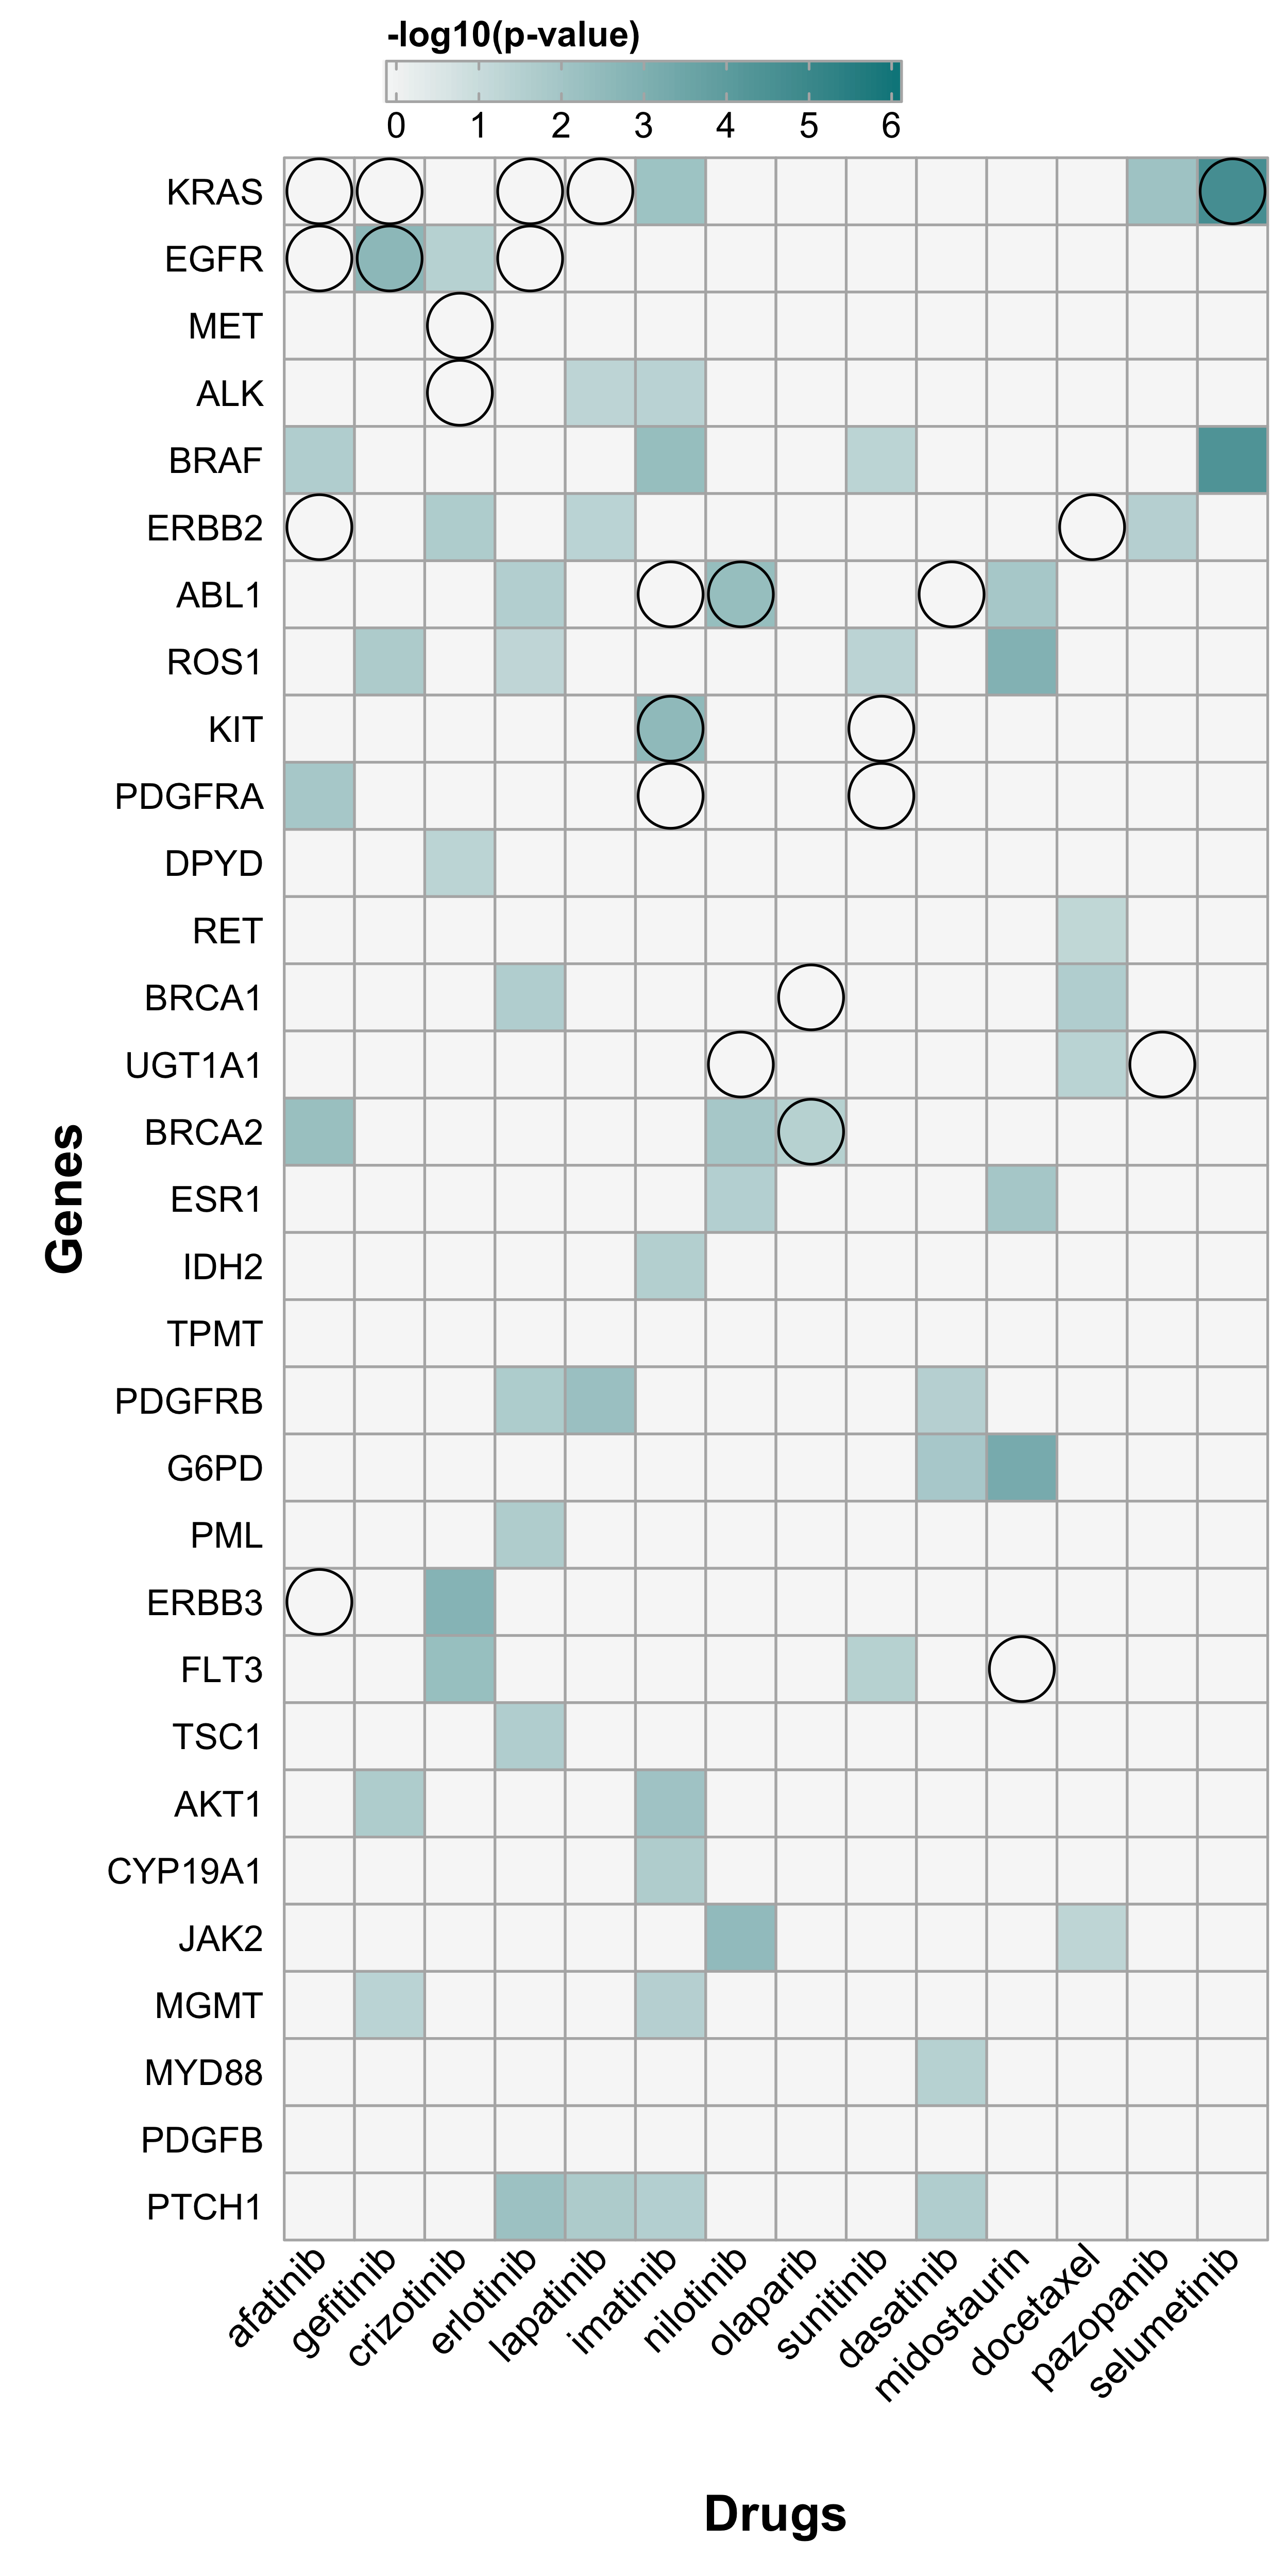 -log10(p-value)
0 1 2 3 4 5 6
KRAS
EGFR
MET
ALK
BRAF
ERBB2
ABL1
ROS1
KIT
PDGFRA
DPYD
RET
BRCA1
UGT1A1
BRCA2
ESR1
IDH2
TPMT
PDGFRB
G6PD
PML
ERBB3
FLT3
TSC1
AKT1
CYP19A1
JAK2
MGMT
MYD88
PDGFB
PTCH1
Genes
afatinib
gefitinib
crizotinib
erlotinib
lapatinib
imatinib
nilotinib
olaparib
sunitinib
dasatinib
midostaurin
docetaxel
pazopanib
selumetinib
Drugs